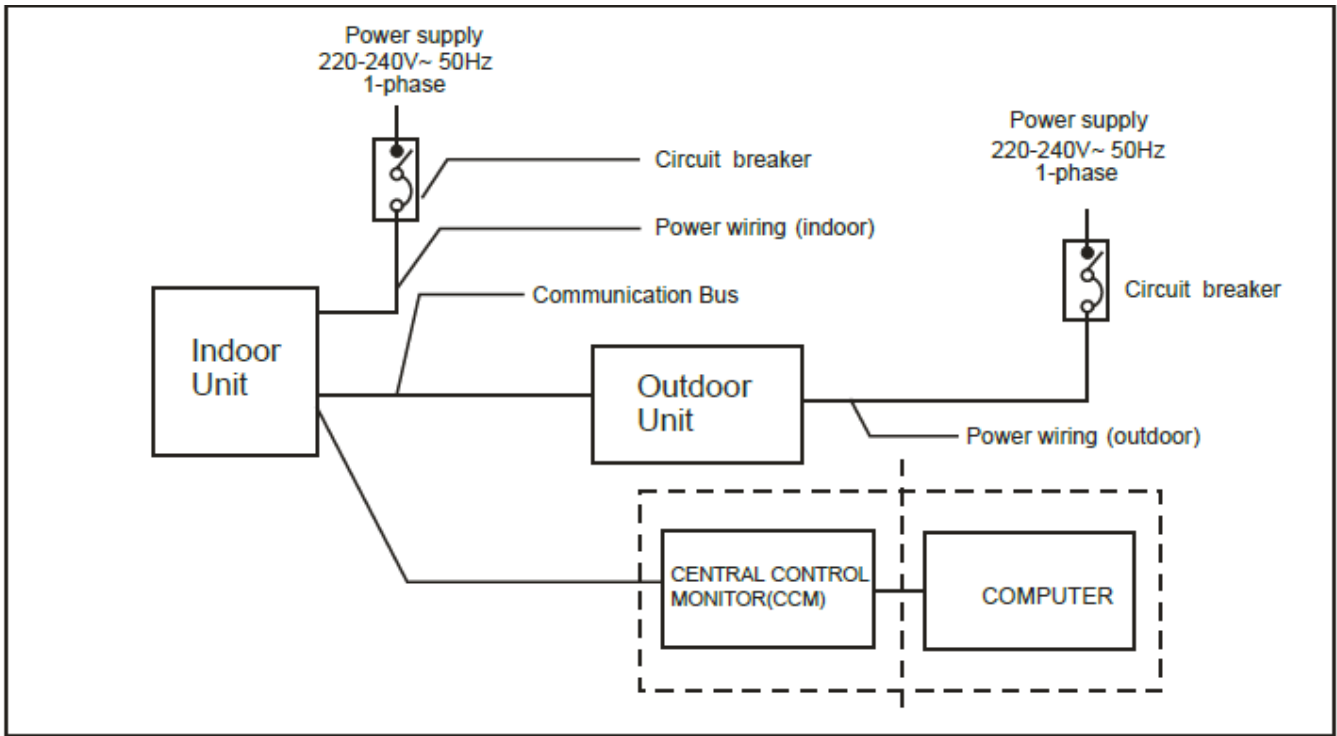 Power supply
220-240V~ 50Hz
1-phase
Circuit breaker
Power wiring (indoor)
Communication Bus
Indoor
Unit
Outdoor
Unit
Power supply
220-240V~ 50Hz
1-phase
Circuit breaker
Power wiring (outdoor)
CENTRAL CONTROL
MONITOR(CCM)
COMPUTER